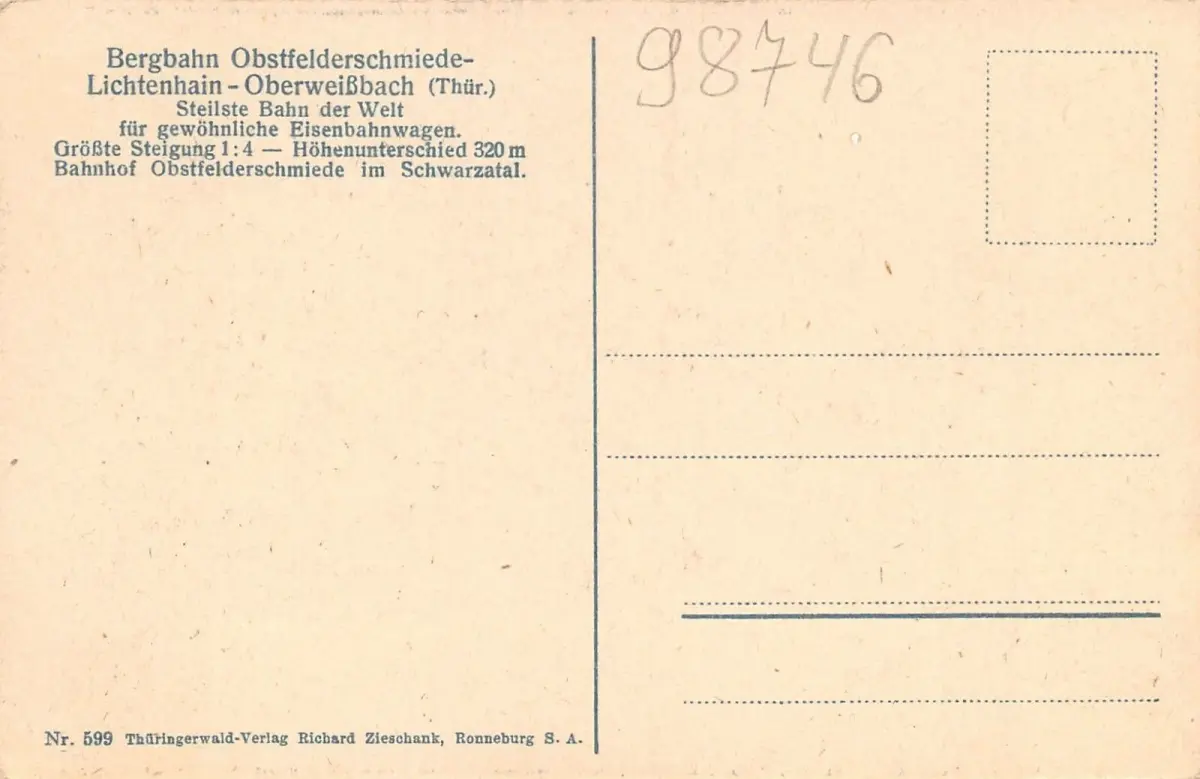 Bergbahn Obstfelderschmiede-
Lichtenhain - Oberweißbach (Thür.)
Steilste Bahn der Welt
für gewöhnliche Eisenbahnwagen.
Größte Steigung 1:4 — Höhenunterschied 320 m
Bahnhof Obstfelderschmiede im Schwarzatal.
98746
Nr. 599 Thüringerwald-Verlag Richard Zieschank, Ronneburg S. A.